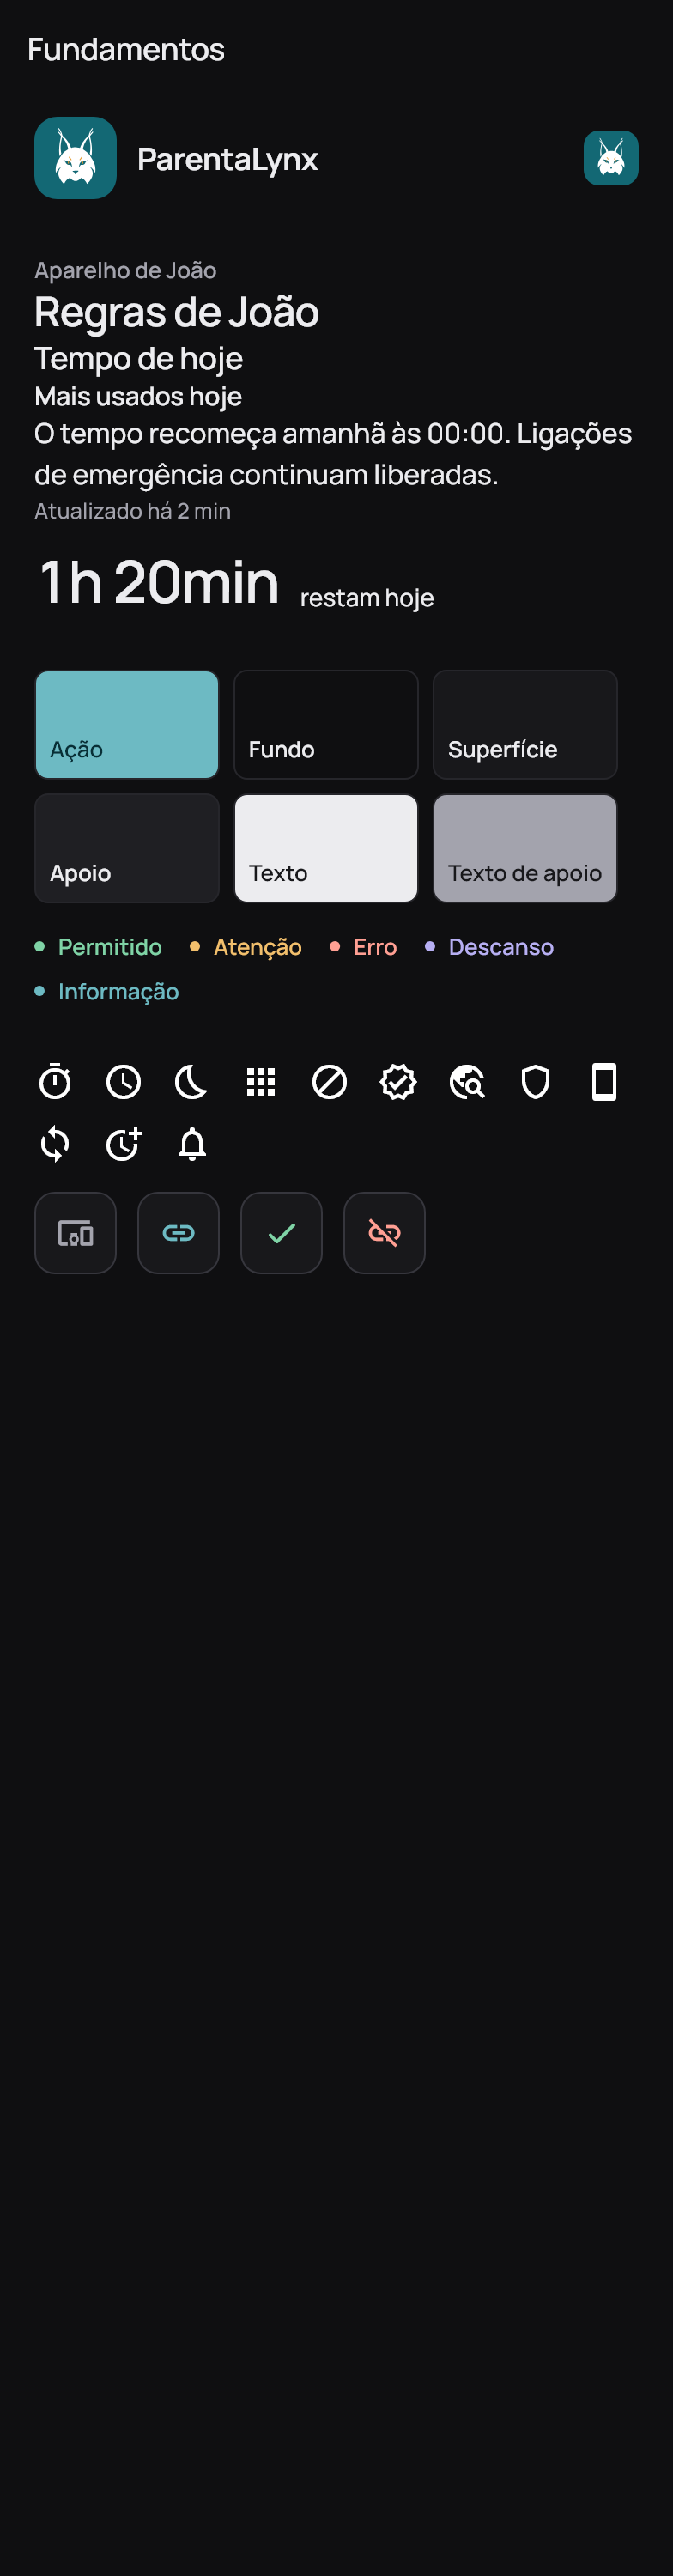 Fundamentos
ParentaLynx
Aparelho de João
Regras de João
Tempo de hoje
Mais usados hoje
O tempo recomeça amanhã às 00:00. Ligações
de emergência continuam liberadas.
Atualizado há 2 min
1h 20min restam hoje
Ação Fundo Superfície
Apoio Texto Texto de apoio
Permitido Atenção Erro Descanso
Informação